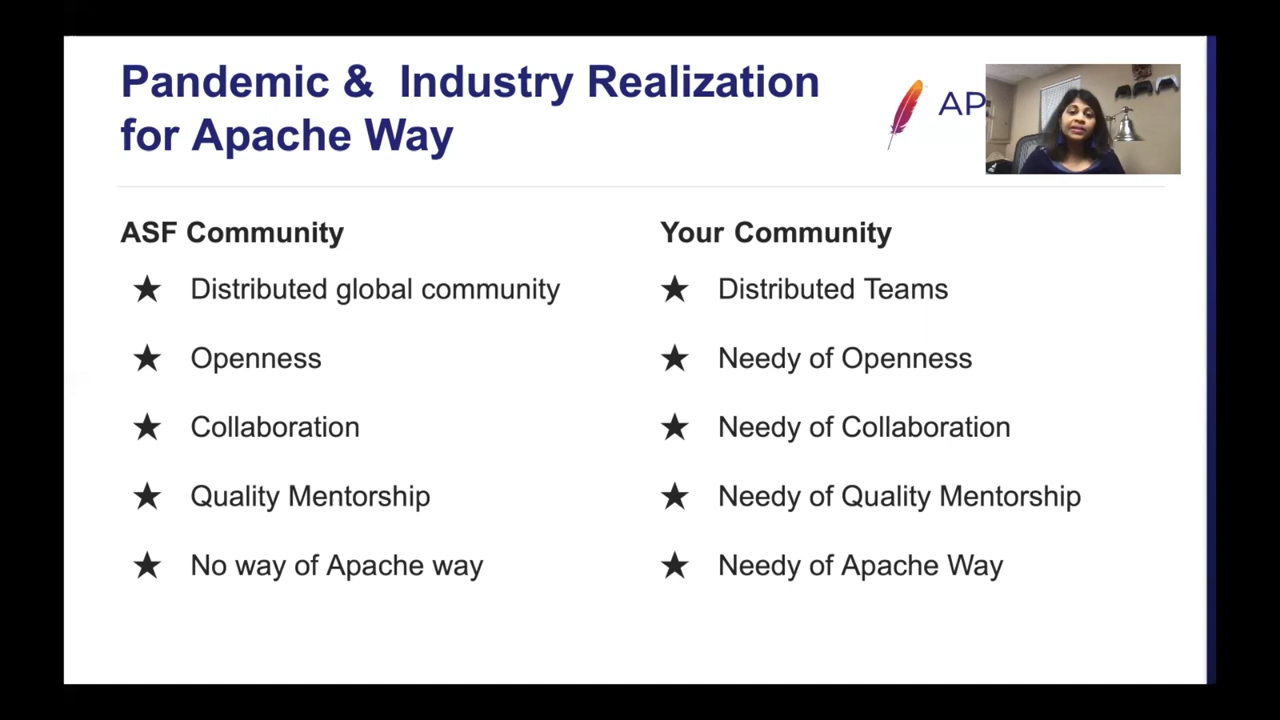 Pandemic &  Industry Realization
for Apache Way
AP
ASF Community
★ Distributed global community
★ Openness
★ Collaboration
★ Quality Mentorship
★ No way of Apache way
Your Community
★ Distributed Teams
★ Needy of Openness
★ Needy of Collaboration
★ Needy of Quality Mentorship
★ Needy of Apache Way